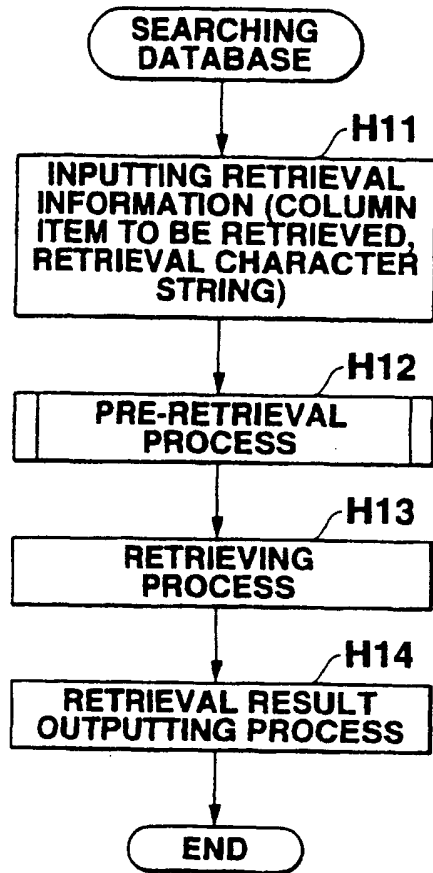 SEARCHING
DATABASE
H11
INPUTTING RETRIEVAL
INFORMATION (COLUMN
ITEM TO BE RETRIEVED,
RETRIEVAL CHARACTER
STRING)
H12
PRE-RETRIEVAL
PROCESS
H13
RETRIEVING
PROCESS
H14
RETRIEVAL RESULT
OUTPUTTING PROCESS
END